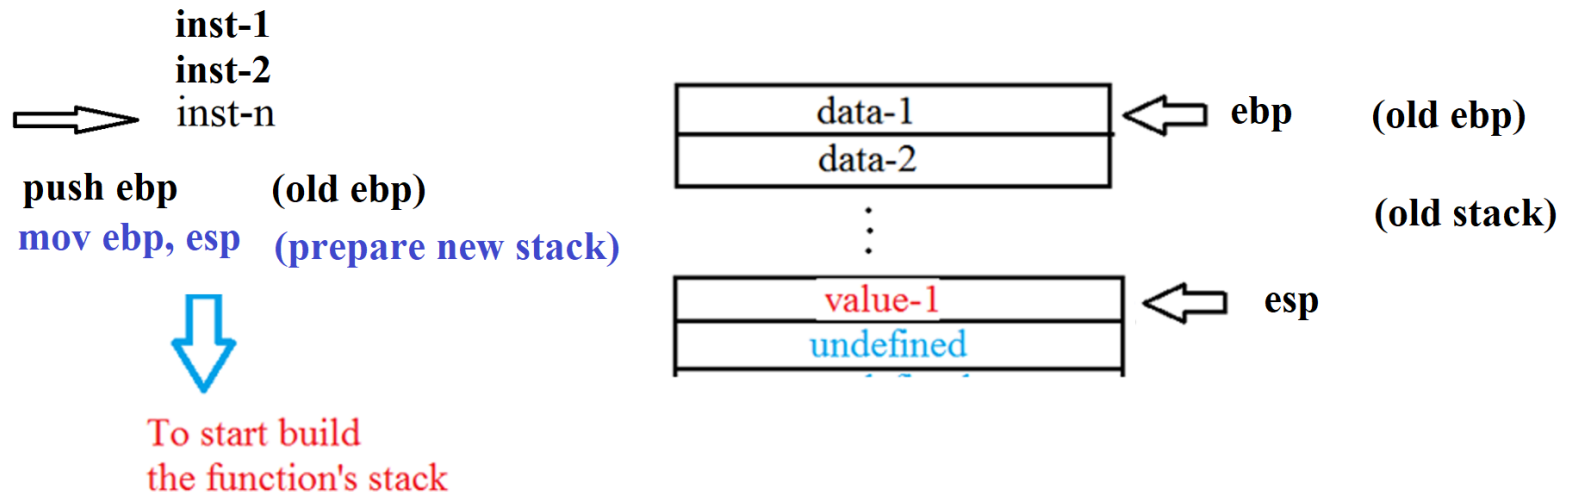 inst-1
inst-2
inst-n
push ebp (old ebp)
mov ebp, esp (prepare new stack)
To start build
the function's stack
data-1
ebp (old ebp)
data-2
(old stack)
value-1
esp
undefined